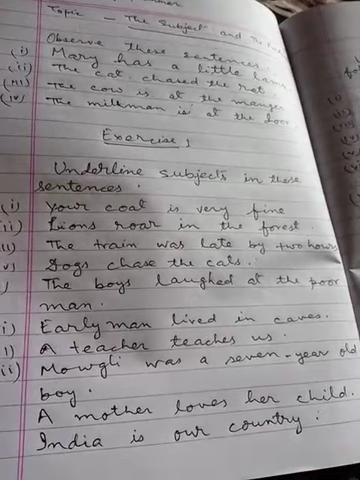 Topic - The Subject and The
Observe these sentences.
(i) Mary has a little lamb.
(ii) The cat chased the rat.
(iii) The cow is at the manger
(iv) The milkman is at the door.
Exercise 1
Underline subjects in these
sentences.
(i) Your coat is very fine
ii) Lions roar in the forest.
The train was late by two hours
v) Dogs chase the cats.
) The boys laughed at the poor
man.
i) Early man lived in caves.
) A teacher teaches us.
ii) Mowgli was a seven-year old
boy.
A mother loves her child.
India is our country.